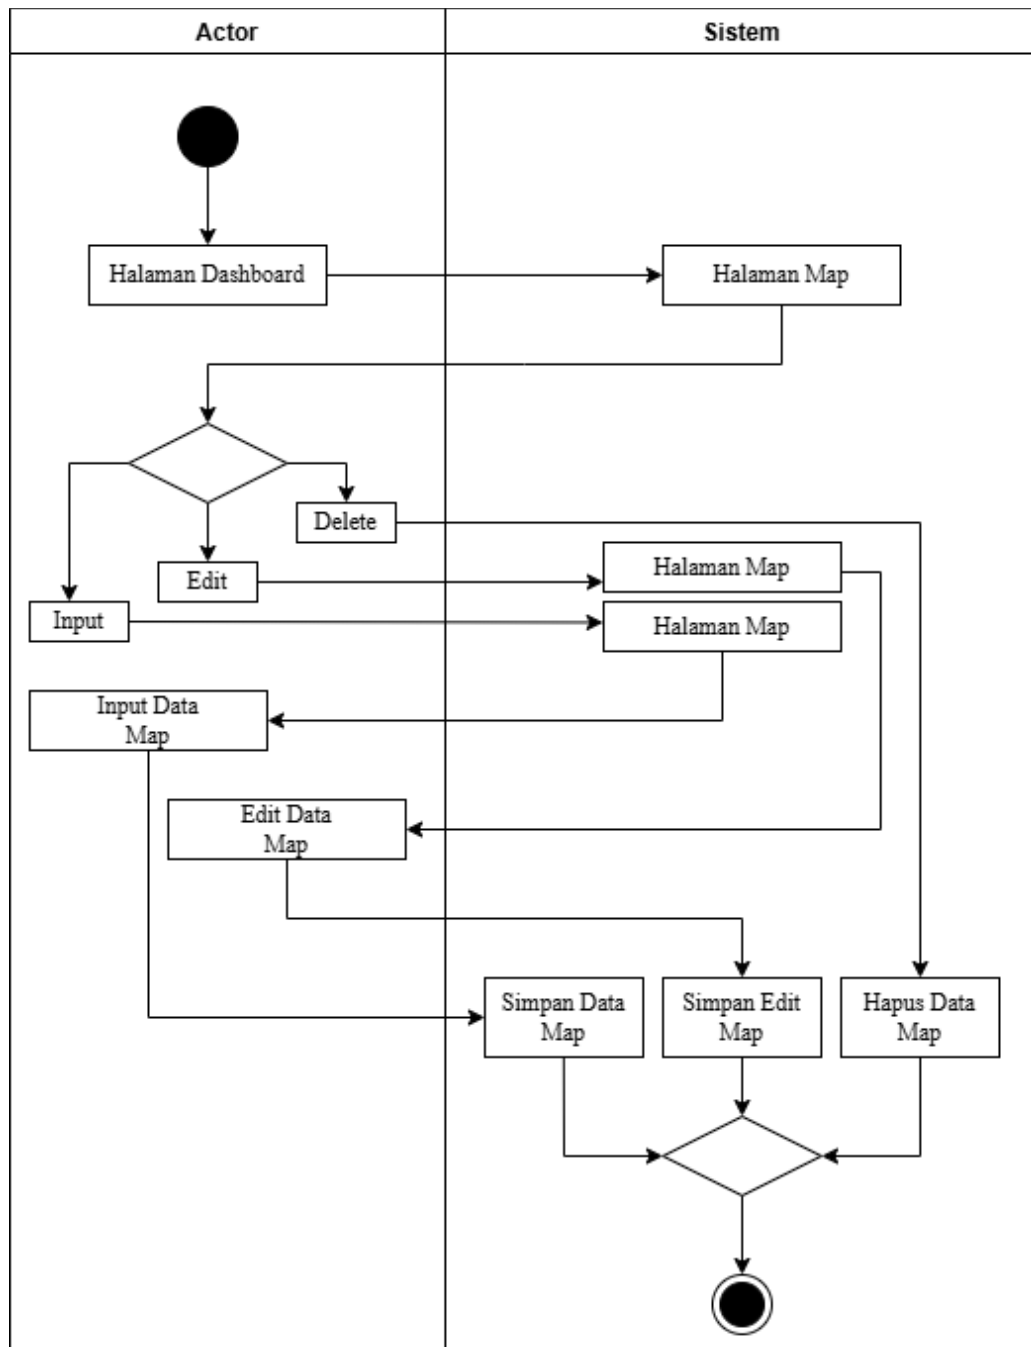 Actor
Sistem
Halaman Dashboard
Halaman Map
Delete
Halaman Map
Edit
Input
Halaman Map
Input Data
Map
Edit Data
Map
Simpan Data
Map
Simpan Edit
Map
Hapus Data
Map